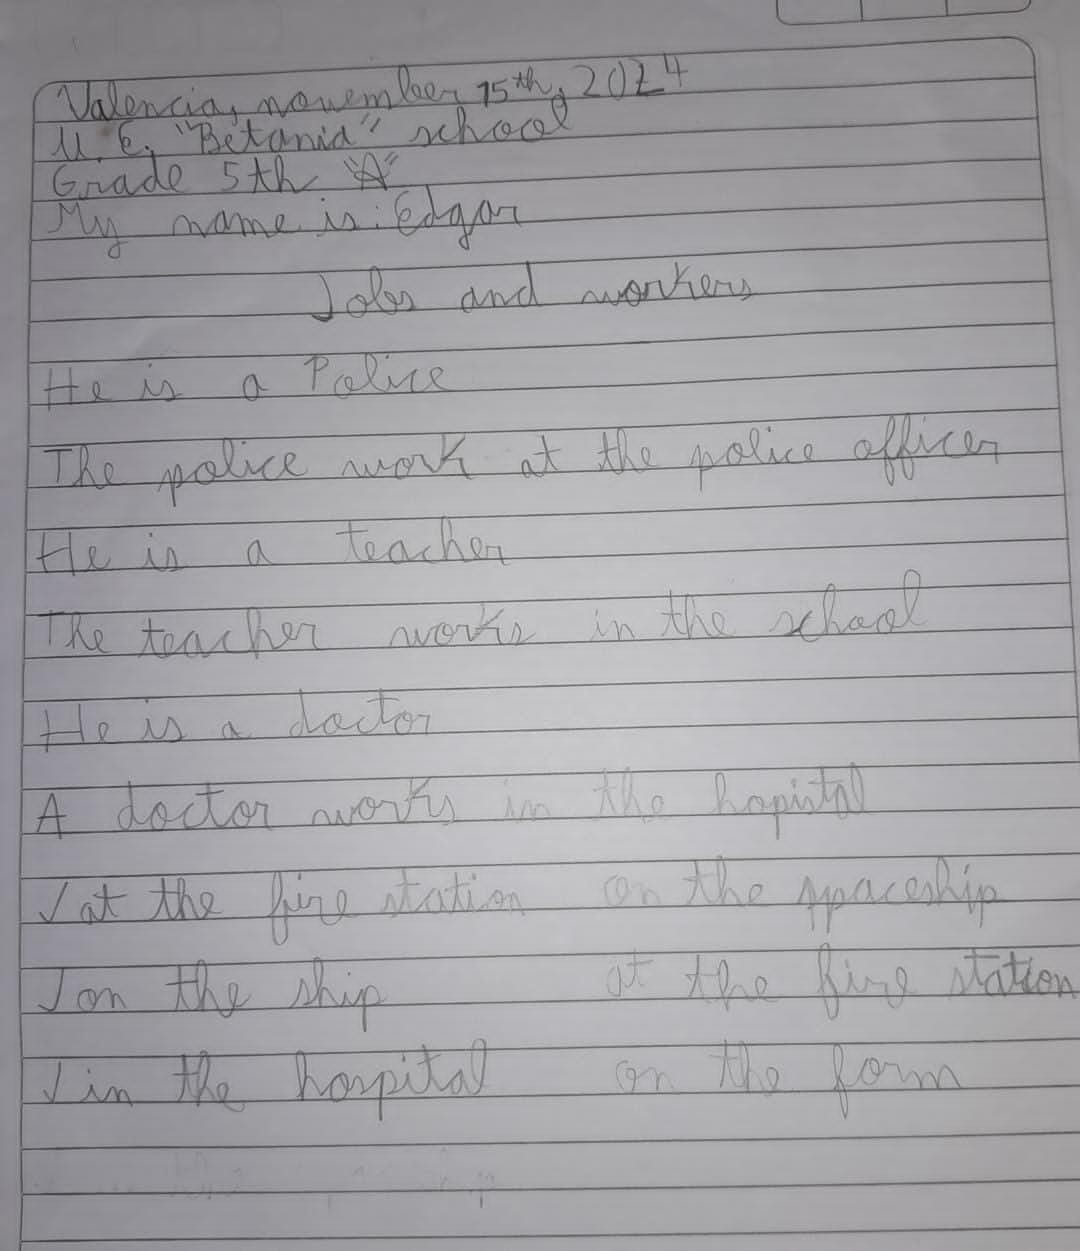 Valencia, november 15th, 2024
U. E. "Betania" school
Grade 5th "A"
My name is: Edgar
Jobs and workers
He is a Police
The police work at the police officer
He is a teacher
The teacher works in the school
He is a doctor
A doctor works in the hopistal
√ at the fire station on the spaceship
√ on the ship at the fire station
√ in the hospital on the form